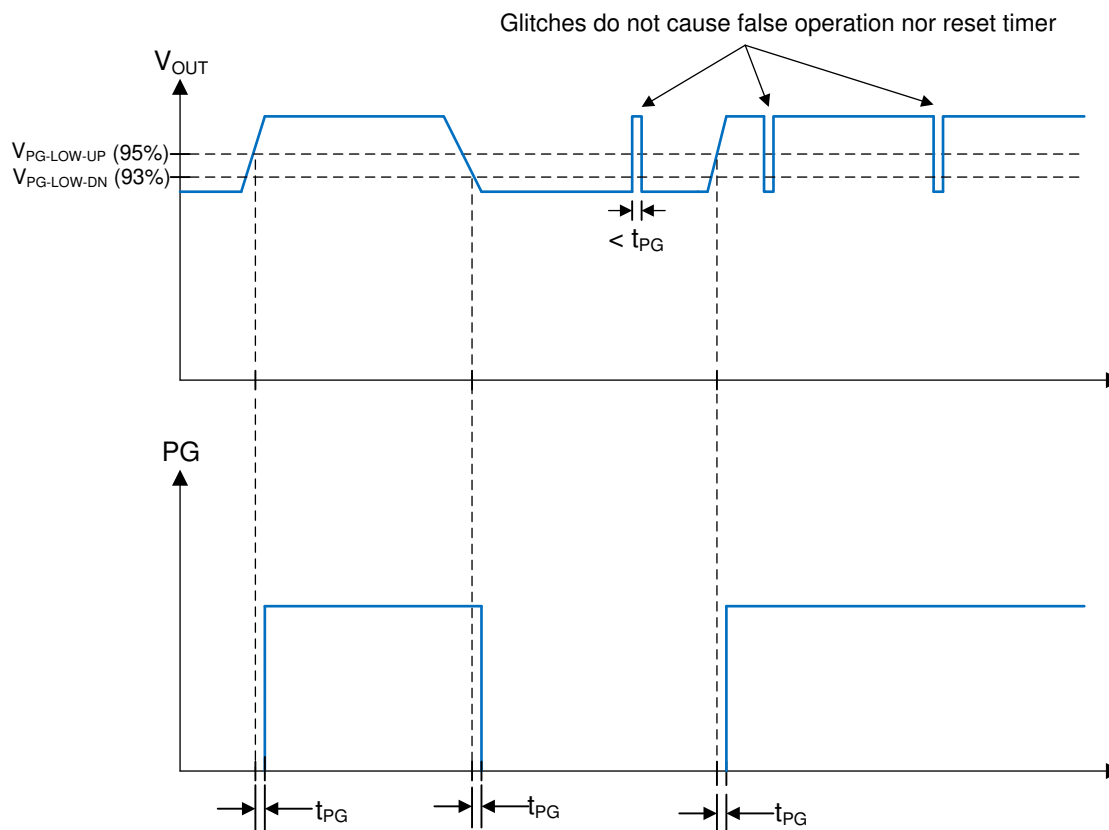 Glitches do not cause false operation nor reset timer
VOUT
VPG-LOW-UP (95%)
VPG-LOW-DN (93%)
< tPG
PG
tPG
tPG
tPG